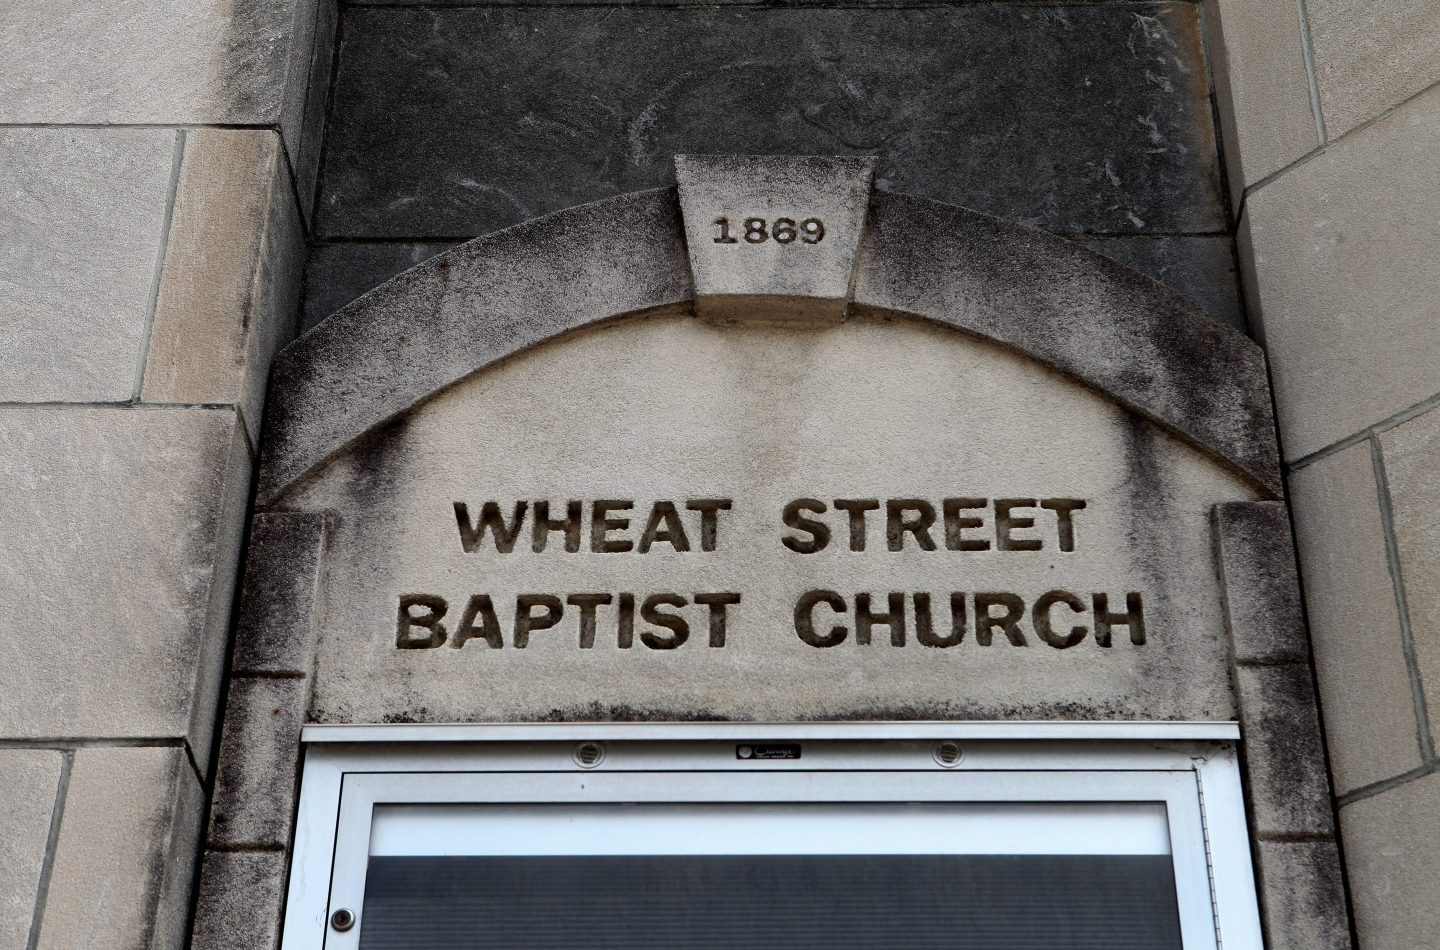 1869
WHEAT STREET
BAPTIST CHURCH